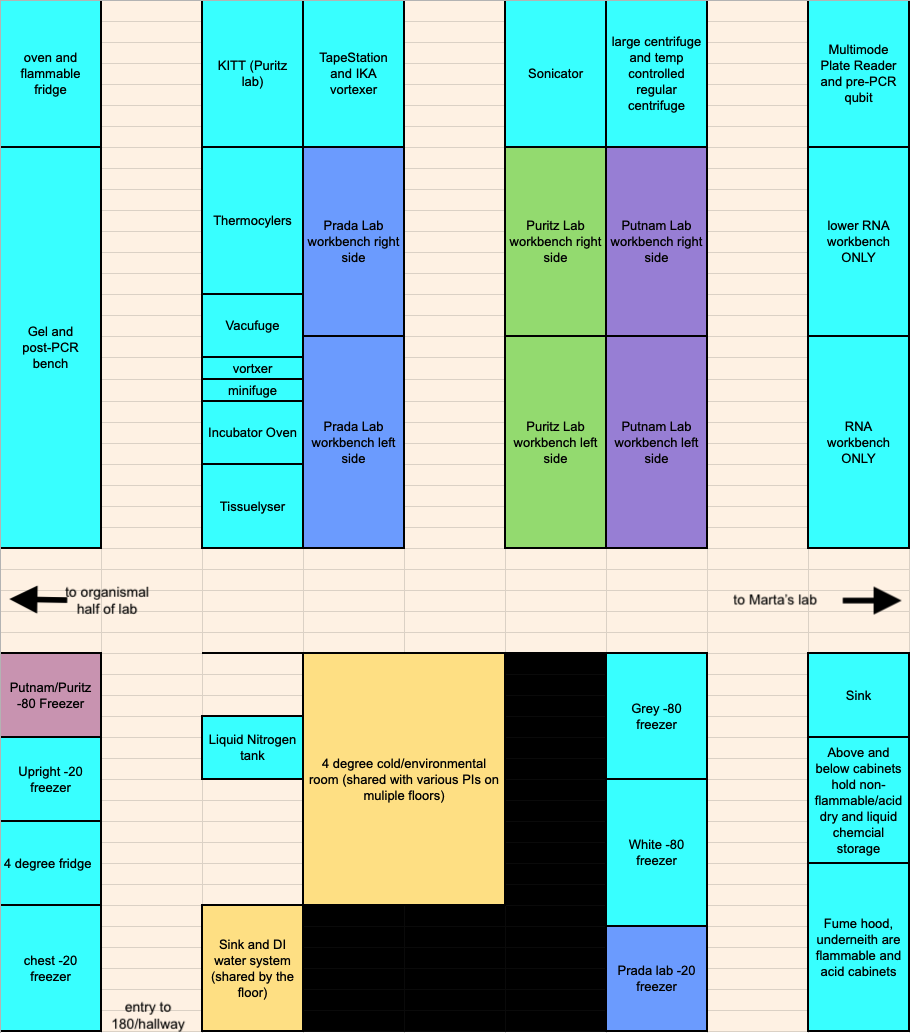 oven and
flammable
fridge
KITT (Puritz
lab)
TapeStation
and IKA
vortexer
Sonicator
large centrifuge
and temp
controlled
regular
centrifuge
Multimode
Plate Reader
and pre-PCR
qubit
Gel and
post-PCR
bench
Thermocylers
Vacufuge
vortxer
minifuge
Incubator Oven
Tissuelyser
Prada Lab
workbench right
side
Prada Lab
workbench left
side
Puritz Lab
workbench right
side
Puritz Lab
workbench left
side
Putnam Lab
workbench right
side
Putnam Lab
workbench left
side
lower RNA
workbench
ONLY
RNA
workbench
ONLY
to organismal
half of lab
to Marta's lab
Putnam/Puritz
-80 Freezer
Upright -20
freezer
4 degree fridge
chest -20
freezer
entry to
180/hallway
Liquid Nitrogen
tank
Sink and DI
water system
(shared by the
floor)
4 degree cold/environmental
room (shared with various PIs on
muliple floors)
Grey -80
freezer
White -80
freezer
Prada lab -20
freezer
Sink
Above and
below cabinets
hold non-
flammable/acid
dry and liquid
chemcial
storage
Fume hood,
underneith are
flammable and
acid cabinets